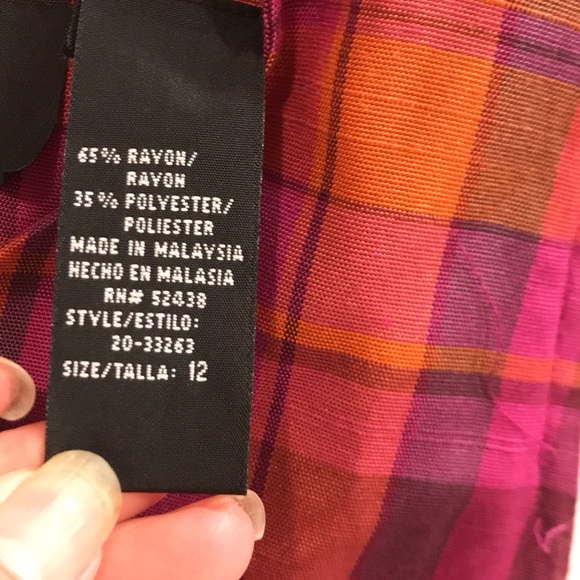 65% RAYON/
RAYON
35% POLYESTER/
POLIESTER
MADE IN MALAYSIA
HECHO EN MALASIA
RN# 52438
STYLE/ESTILO:
20-33263
SIZE/TALLA: 12